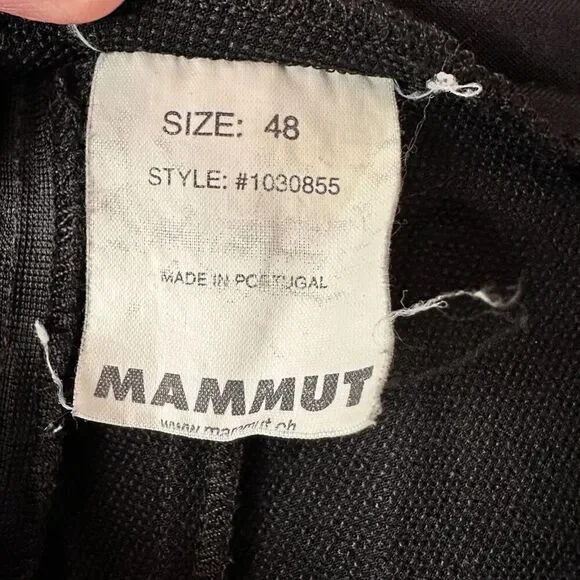 SIZE: 48
STYLE: #1030855
MADE IN PORTUGAL
MAMMUT
www.mammut.ch